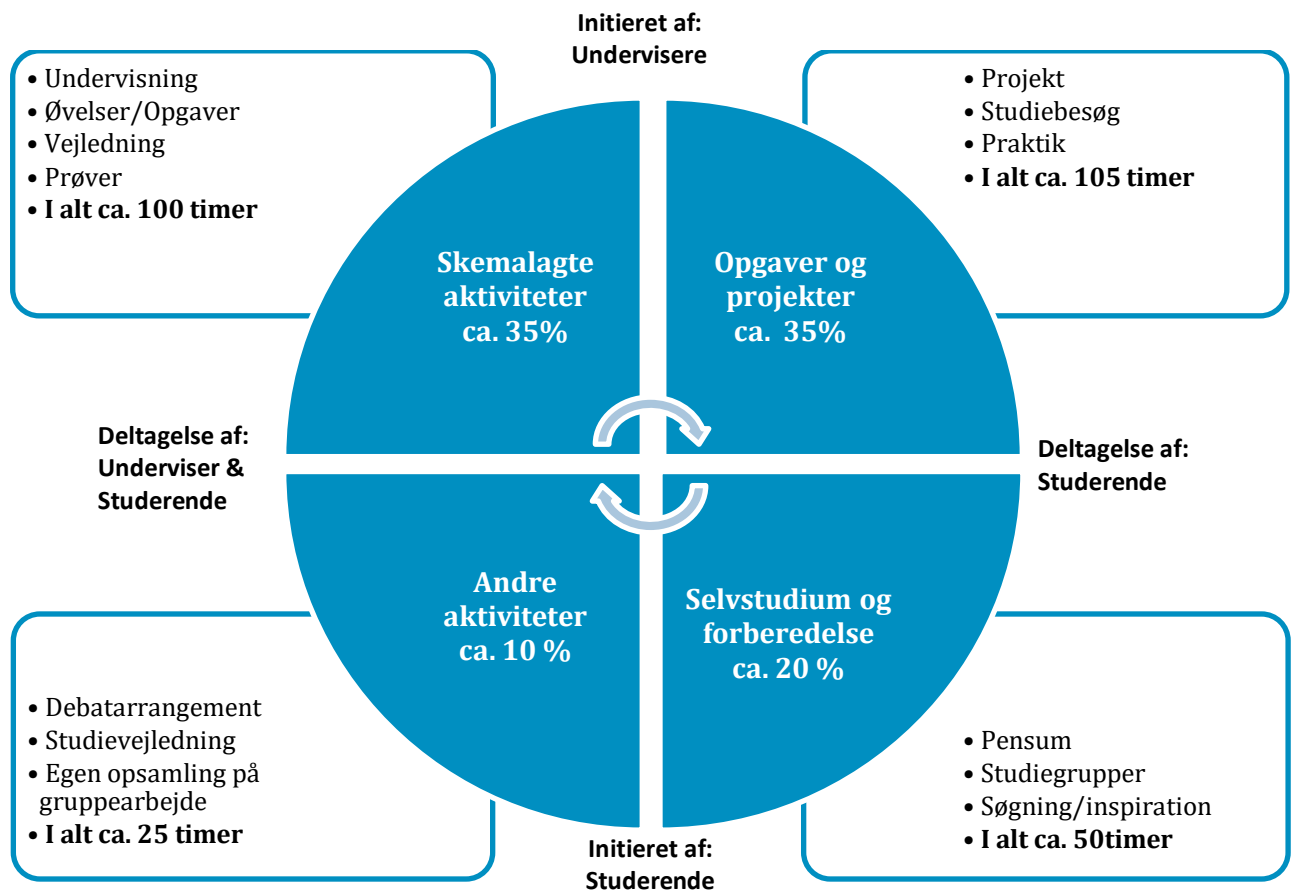 Initieret af:
Undervisere
• Undervisning
• Øvelser/Opgaver
• Vejledning
• Prøver
• I alt ca. 100 timer
• Projekt
• Studiebesøg
• Praktik
• I alt ca. 105 timer
Skemalagte
aktiviteter
ca. 35%
Opgaver og
projekter
ca. 35%
Deltagelse af:
Underviser &
Studerende
Deltagelse af:
Studerende
Andre
aktiviteter
ca. 10 %
Selvstudium og
forberedelse
ca. 20 %
• Debatarrangement
• Studievejledning
• Egen opsamling på
gruppearbejde
• I alt ca. 25 timer
• Pensum
• Studiegrupper
• Søgning/inspiration
• I alt ca. 50timer
Initieret af:
Studerende